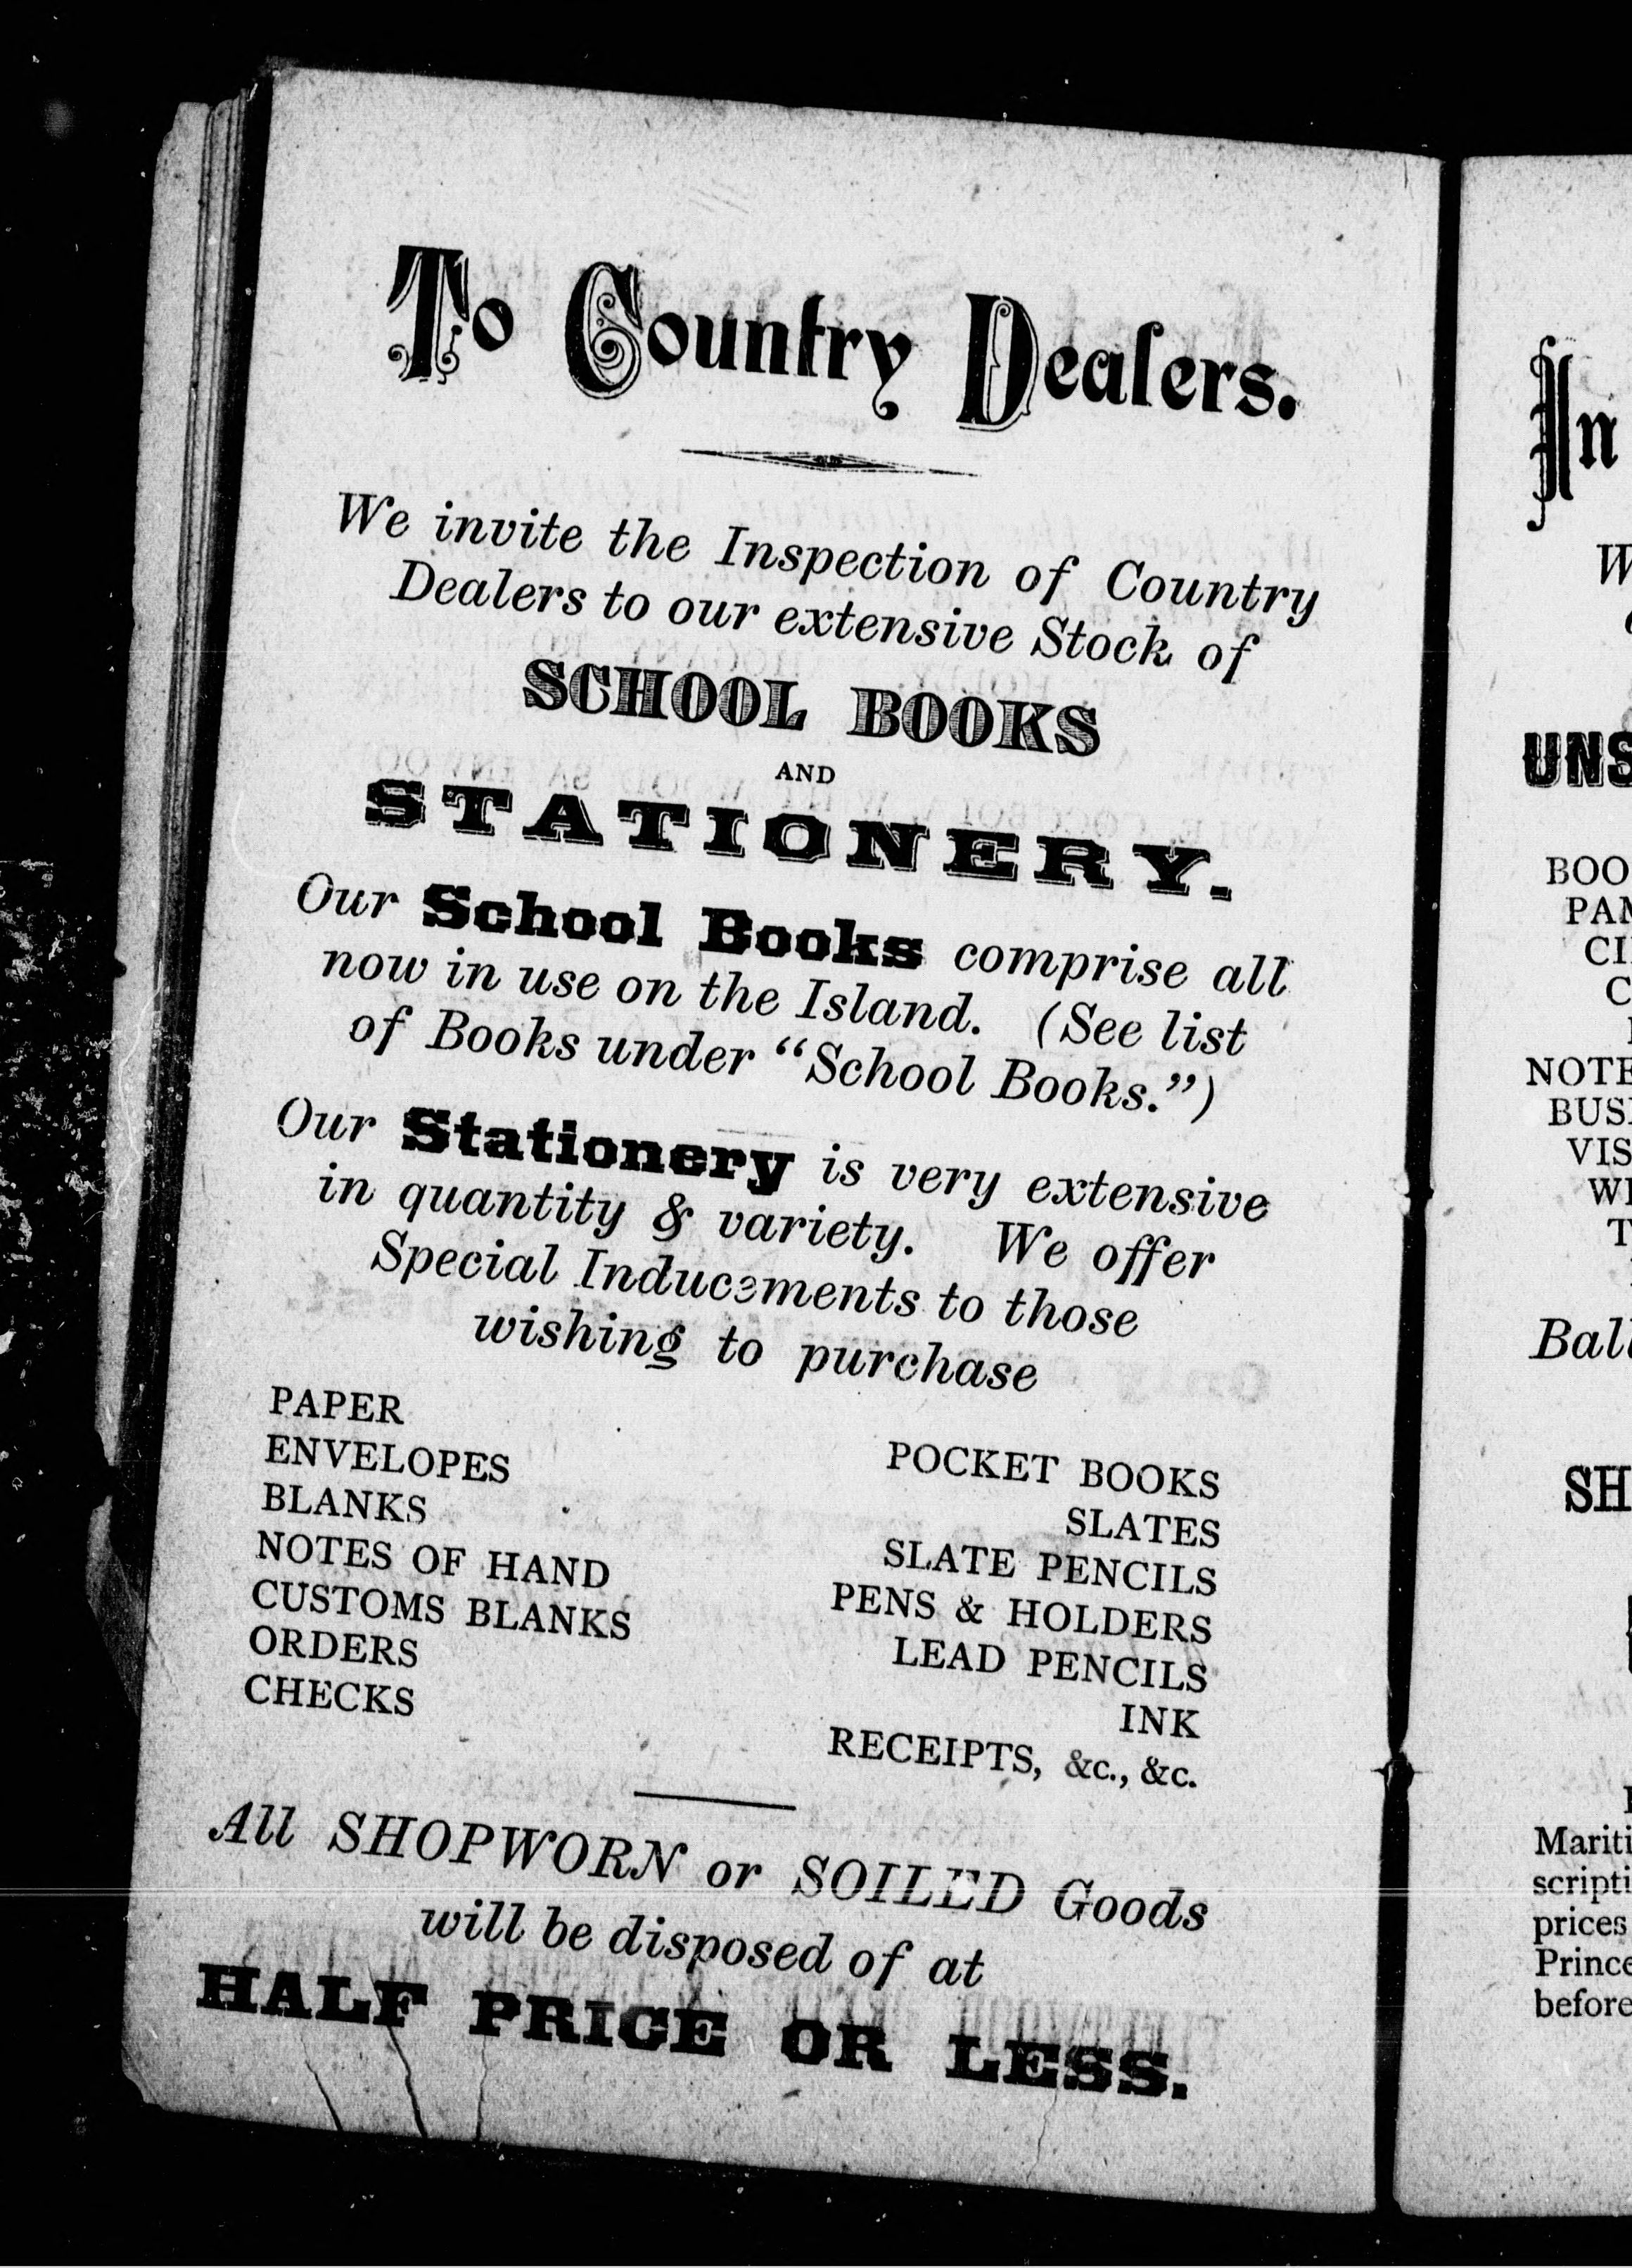 To Country Dealers.
We invite the Inspection of Country
Dealers to our extensive Stock of
SCHOOL BOOKS
AND
STATIONERY.
Our School Books comprise all
now in use on the Island. (See list
of Books under "School Books.")
Our Stationery is very extensive
in quantity & variety. We offer
Special Inducements to those
wishing to purchase
PAPER
ENVELOPES
BLANKS
NOTES OF HAND
CUSTOMS BLANKS
ORDERS
CHECKS
POCKET BOOKS
SLATES
SLATE PENCILS
PENS & HOLDERS
LEAD PENCILS
INK
RECEIPTS, &c., &c.
All SHOPWORN or SOILED Goods
will be disposed of at
HALF PRICE OR LESS.
In
W
UNS
BOO
PAM
CI
C
NOTE
BUSI
VIS
WI
T
Ball
SH
Mariti
scripti
prices
Prince
before